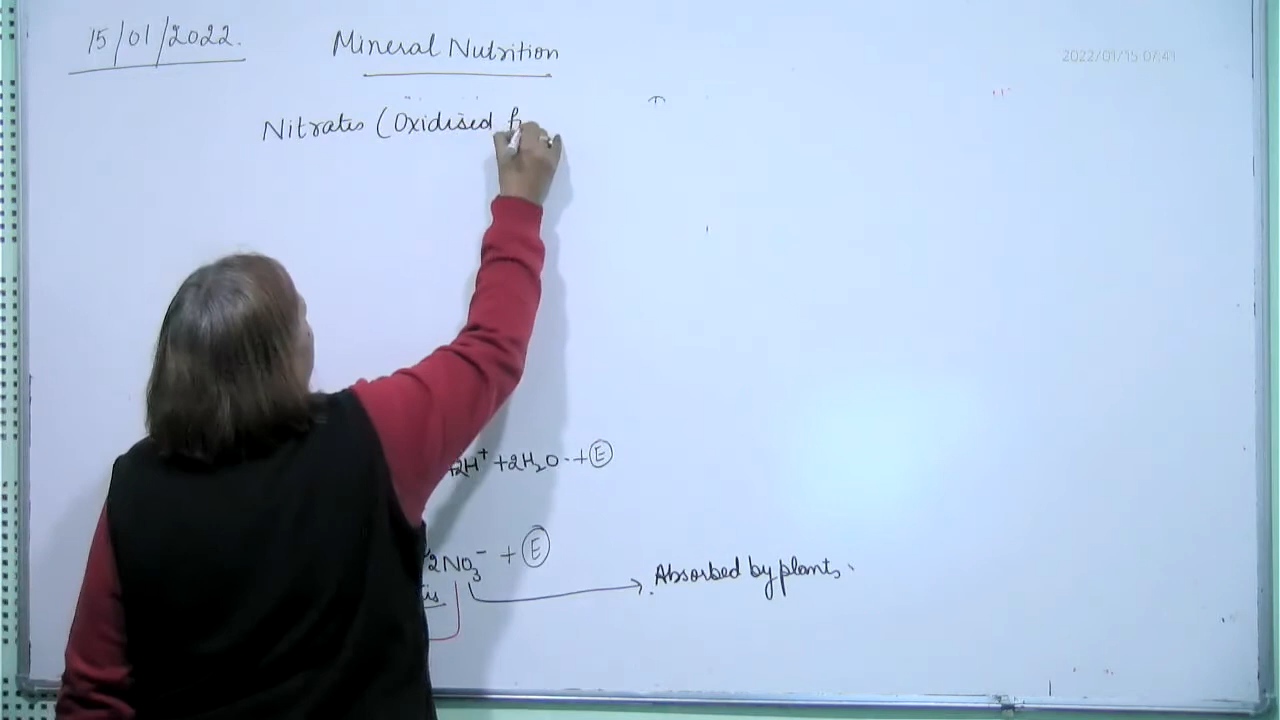 15/01/2022.
Mineral Nutrition
2022/01/15 07:41
Nitrates (Oxidised
2H⁺ + 2H₂O + Ⓔ
2NO₃⁻ + Ⓔ
Absorbed by plants.